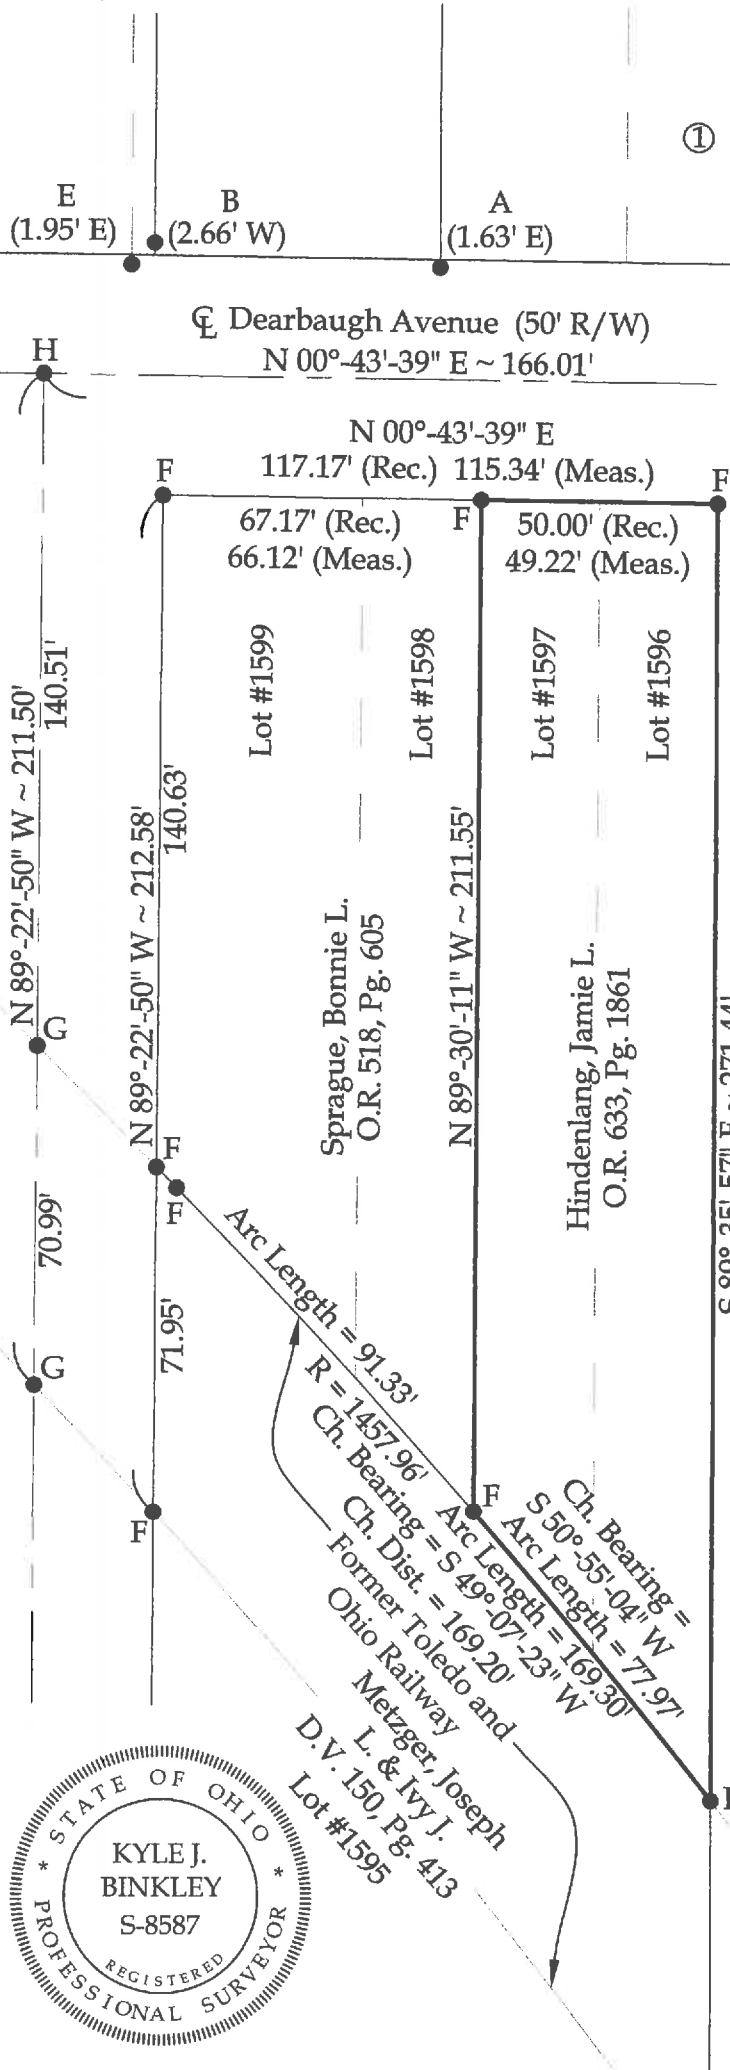 ①
E
(1.95' E)
B
(2.66' W)
A
(1.63' E)
℄ Dearbaugh Avenue (50' R/W)
N 00°-43'-39" E ~ 166.01'
H
N 00°-43'-39" E
117.17' (Rec.) 115.34' (Meas.)
F
F
F
67.17' (Rec.)
66.12' (Meas.)
50.00' (Rec.)
49.22' (Meas.)
Lot #1599
Lot #1598
Lot #1597
Lot #1596
N 89°-22'-50" W ~ 211.50'
140.51'
N 89°-22'-50" W ~ 212.58'
140.63'
Sprague, Bonnie L.
O.R. 518, Pg. 605
N 89°-30'-11" W ~ 211.55'
Hindenlang, Jamie L.
O.R. 633, Pg. 1861
S 89°-35'-57" E ~ 271.44'
G
F
F
70.99'
71.95'
G
F
F
Arc Length = 91.33'
R = 1457.96'
Ch. Bearing = S 49°-07'-23" W
Ch. Dist. = 169.20'
Arc Length = 169.30'
Ch. Bearing =
S 50°-55'-04" W
Arc Length = 77.97'
Former Toledo and
Ohio Railway
Metzger, Joseph
L. & Ivy J.
D.V. 150, Pg. 413
Lot #1595
STATE OF OHIO
KYLE J.
BINKLEY
S-8587
REGISTERED
PROFESSIONAL SURVEYOR